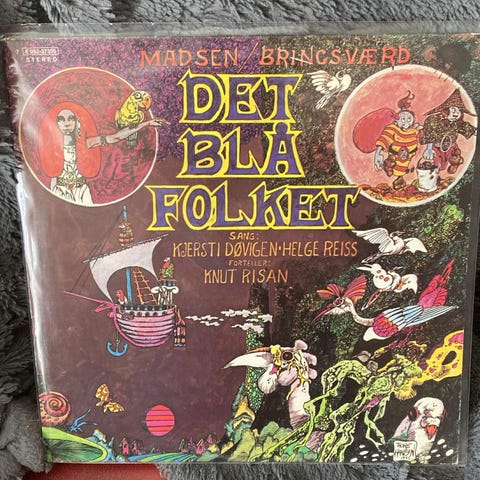 MADSEN / BRINGSVÆRD
STEREO
DET
BLÅ
FOLKET
SANG:
KJERSTI DØVIGEN • HELGE REISS
FORTELLER:
KNUT RISAN